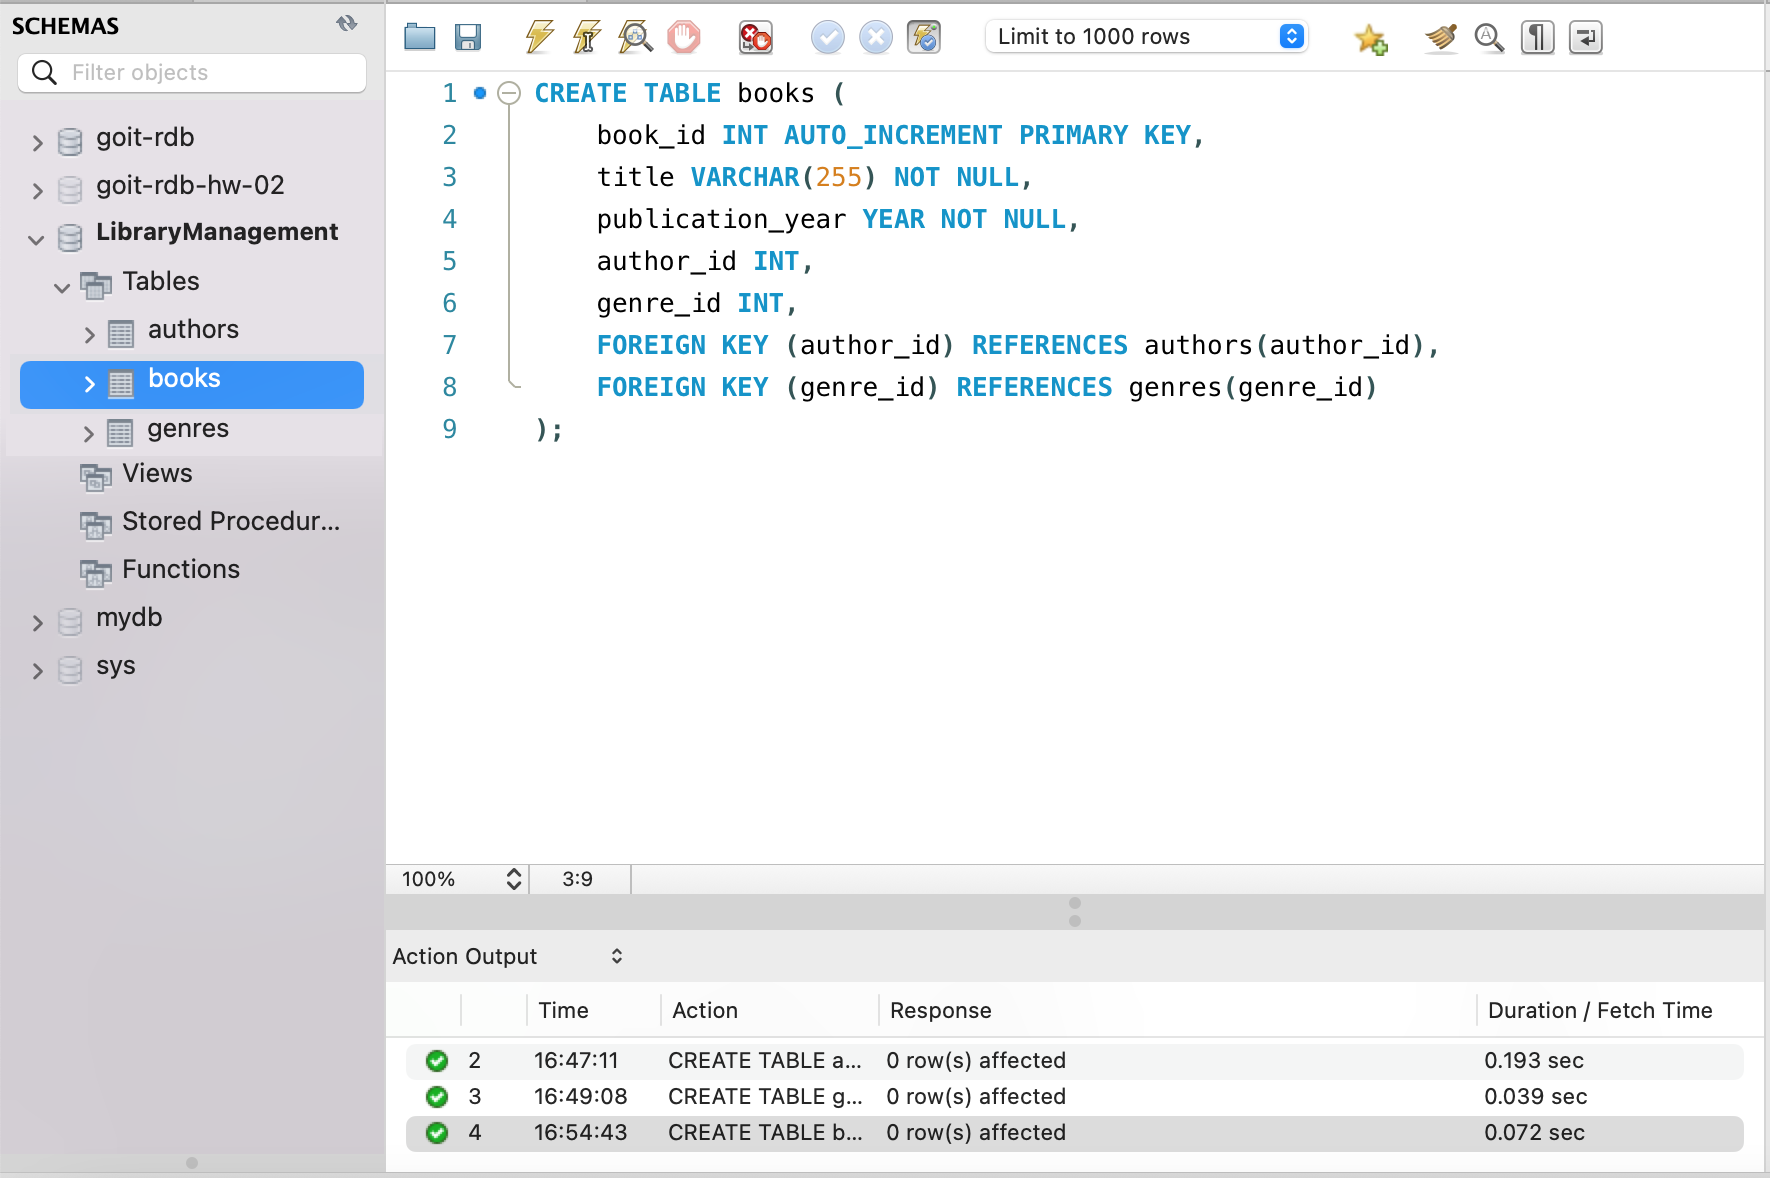 SCHEMAS
Filter objects
goit-rdb
goit-rdb-hw-02
LibraryManagement
Tables
authors
books
genres
Views
Stored Procedur...
Functions
mydb
sys
Limit to 1000 rows
1 CREATE TABLE books (
2 book_id INT AUTO_INCREMENT PRIMARY KEY,
3 title VARCHAR(255) NOT NULL,
4 publication_year YEAR NOT NULL,
5 author_id INT,
6 genre_id INT,
7 FOREIGN KEY (author_id) REFERENCES authors(author_id),
8 FOREIGN KEY (genre_id) REFERENCES genres(genre_id)
9 );
100% 3:9
Action Output
Time Action Response Duration / Fetch Time
2 16:47:11 CREATE TABLE a... 0 row(s) affected 0.193 sec
3 16:49:08 CREATE TABLE g... 0 row(s) affected 0.039 sec
4 16:54:43 CREATE TABLE b... 0 row(s) affected 0.072 sec